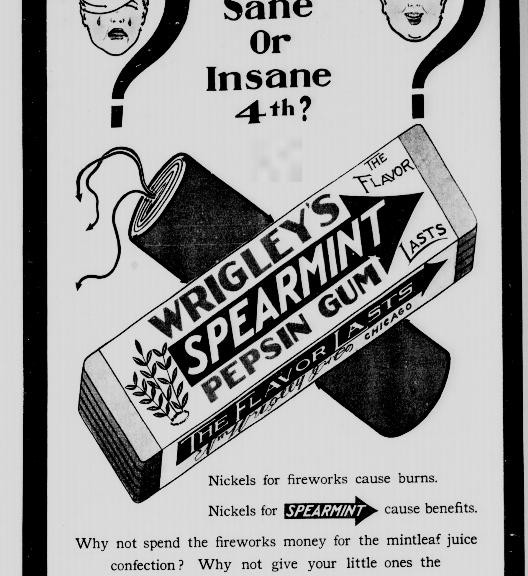 Sane
Or
Insane
4th?
THE
FLAVOR
LASTS
WRIGLEY'S
SPEARMINT
PEPSIN GUM
THE FLAVOR LASTS
CHICAGO
Nickels for fireworks cause burns.
Nickels for SPEARMINT cause benefits.
Why not spend the fireworks money for the mintleaf juice
confection? Why not give your little ones the